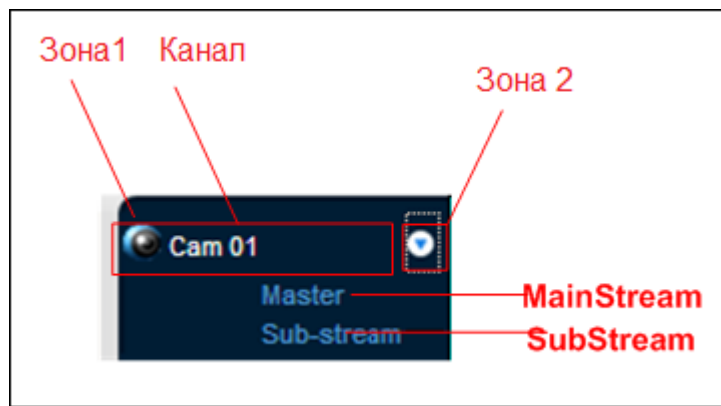 Зона1 Канал
Зона 2
Cam 01
Master MainStream
Sub-stream SubStream